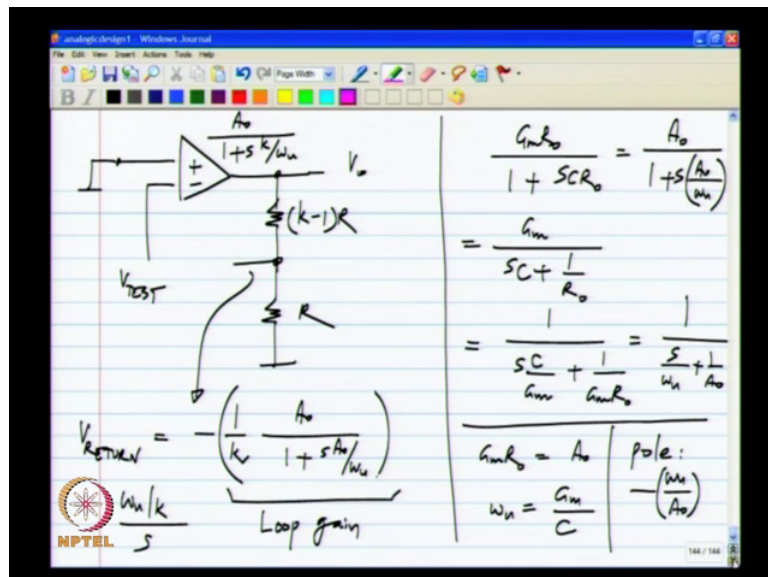 analogicdesign1 - Windows Journal
File Edit View Insert Actions Tools Help
Page Width
B I
A₀
1 + s k/ωu
+
−
V₀
(k-1)R
VTEST
R
VRETURN = −(1/k A₀/(1 + s A₀/ωu))
Loop gain
ωu/k
s
NPTEL
GmR₀/(1 + SCR₀) = A₀/(1 + s(A₀/ωu))
= Gm/(SC + 1/R₀)
= 1/(SC/Gm + 1/GmR₀) = 1/(s/ωu + 1/A₀)
GmR₀ = A₀
ωu = Gm/C
pole:
−(ωu/A₀)
144 / 144